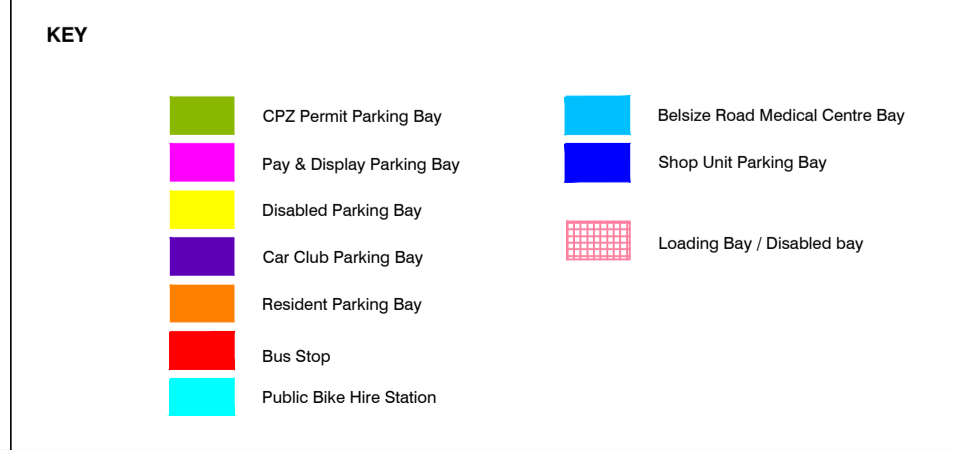 KEY
CPZ Permit Parking Bay
Pay & Display Parking Bay
Disabled Parking Bay
Car Club Parking Bay
Resident Parking Bay
Bus Stop
Public Bike Hire Station
Belsize Road Medical Centre Bay
Shop Unit Parking Bay
Loading Bay / Disabled bay